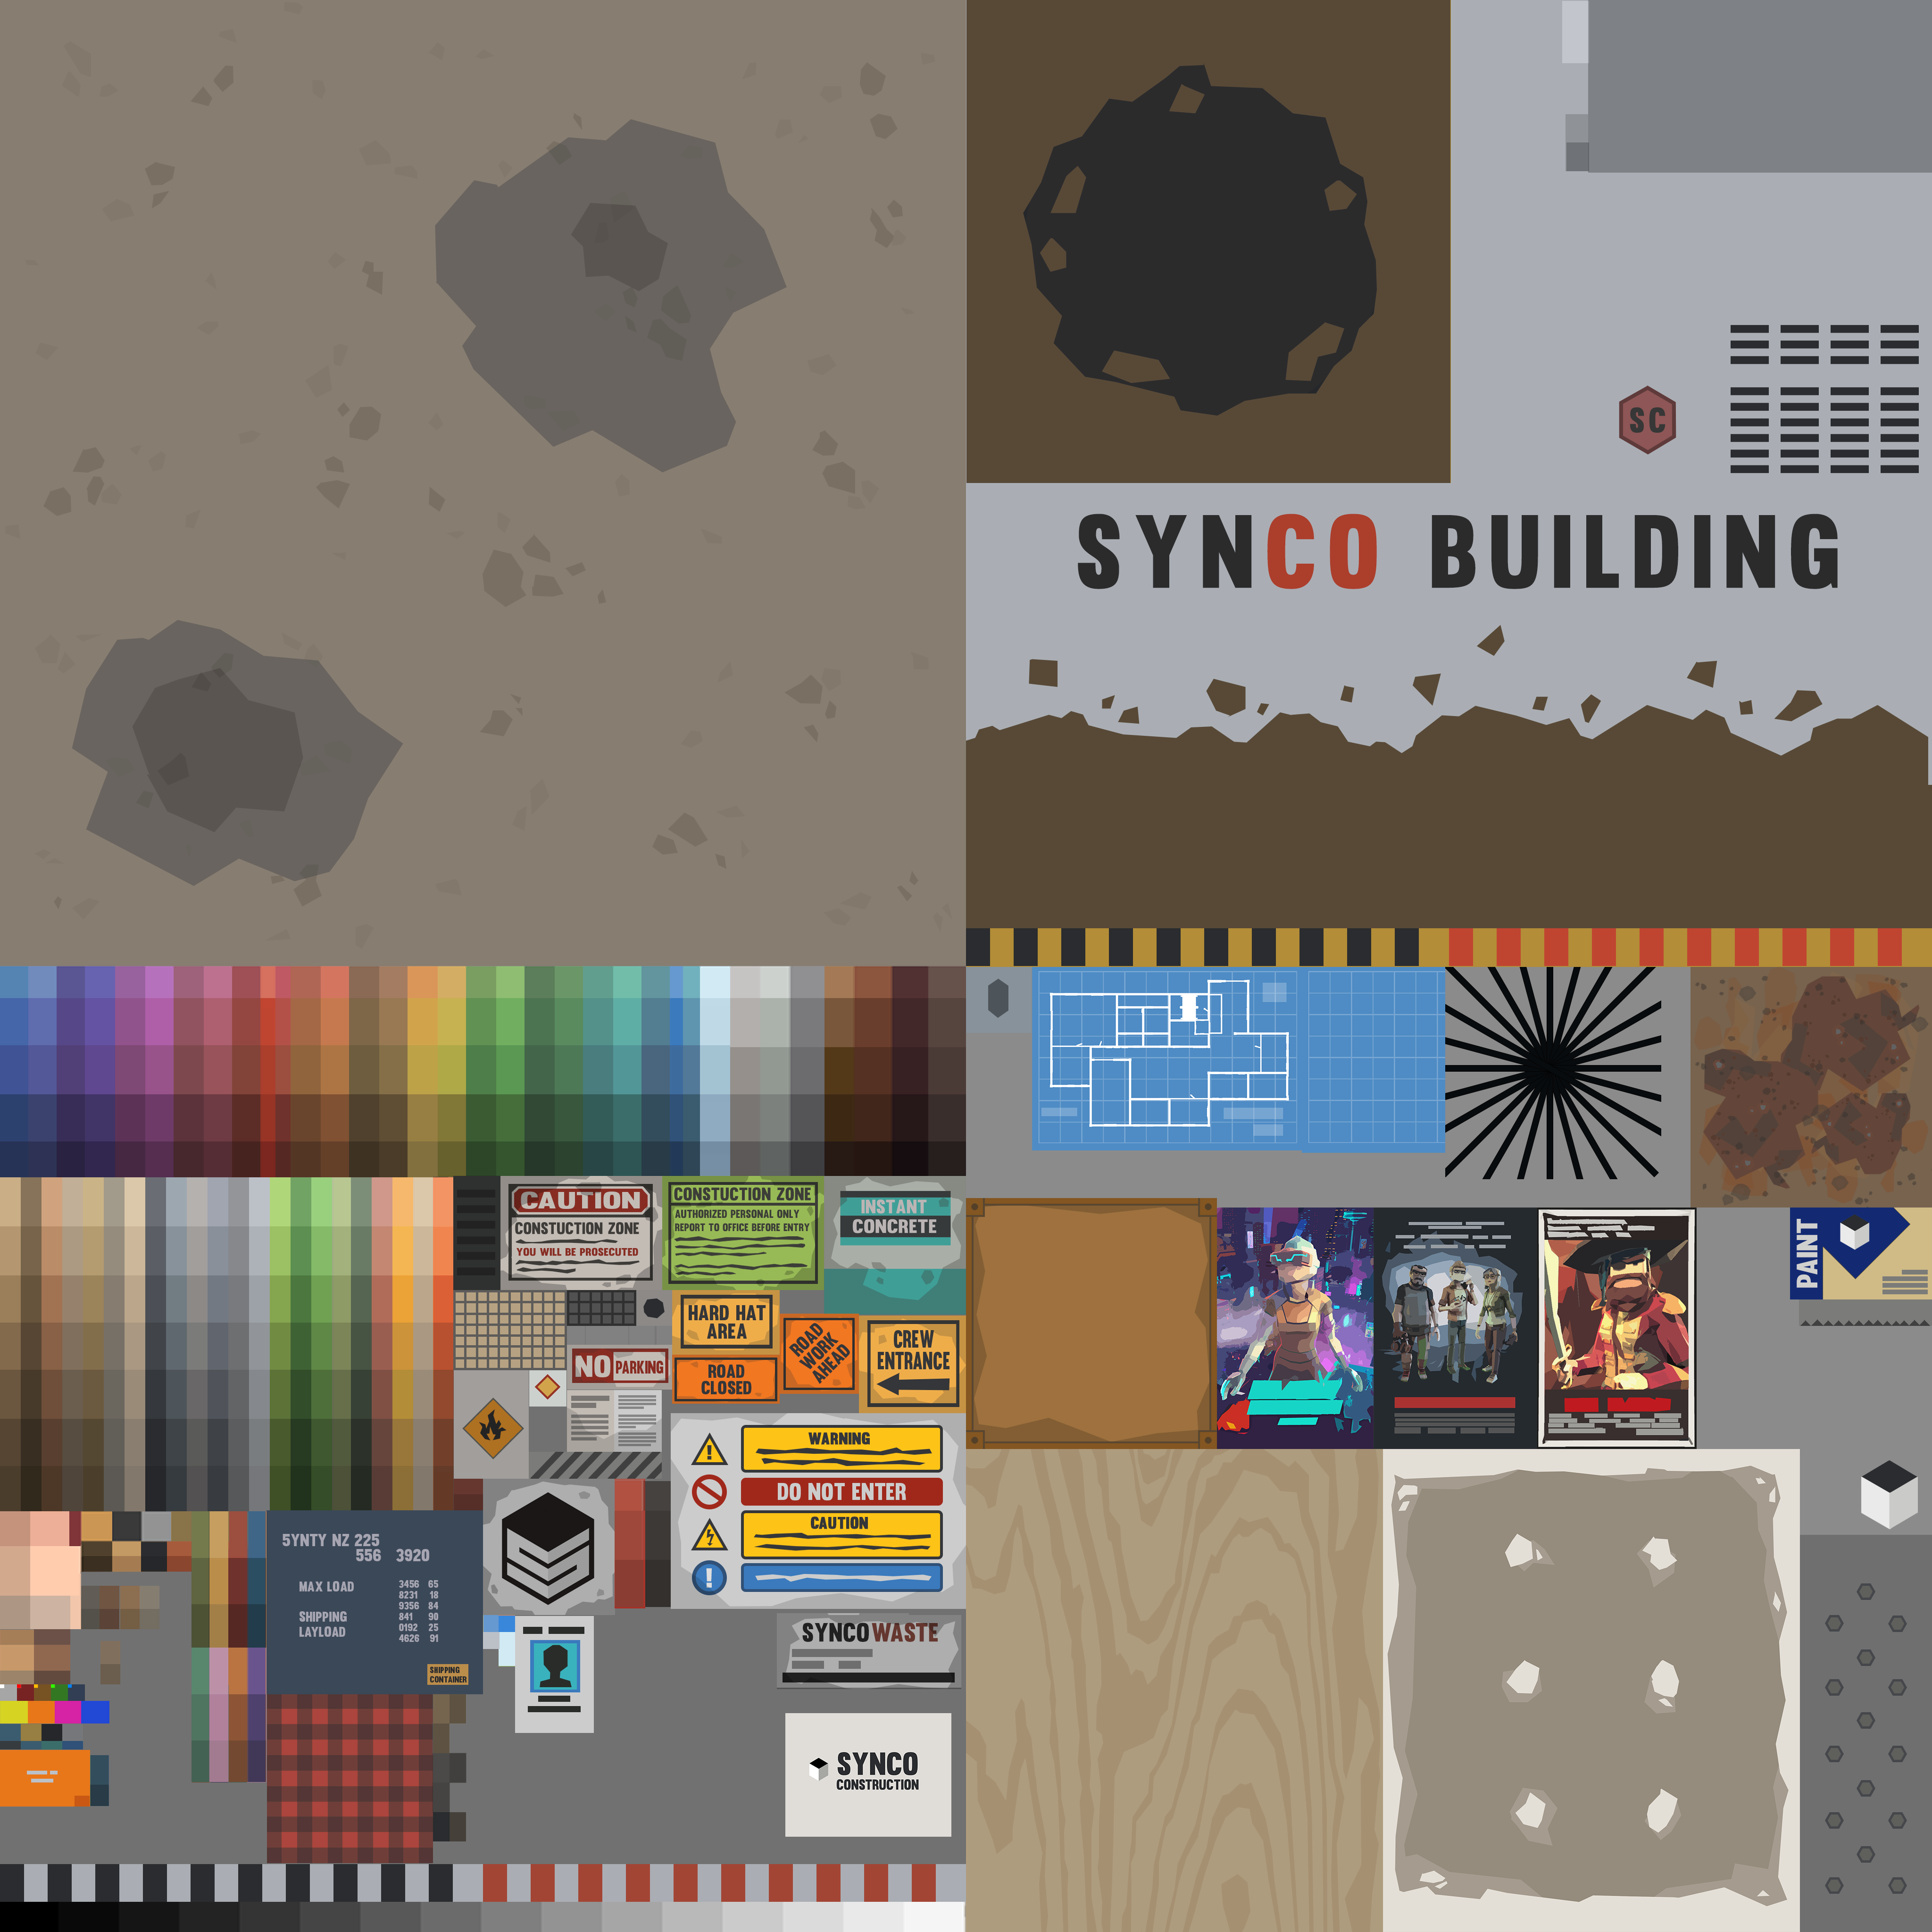 SC
SYNCO BUILDING
CAUTION
CONSTUCTION ZONE
YOU WILL BE PROSECUTED
CONSTUCTION ZONE
AUTHORIZED PERSONAL ONLY
REPORT TO OFFICE BEFORE ENTRY
INSTANT
CONCRETE
PAINT
HARD HAT
AREA
ROAD
WORK
AHEAD
CREW
ENTRANCE
NO PARKING
ROAD
CLOSED
WARNING
DO NOT ENTER
CAUTION
5YNTY NZ 225
556 3920
MAX LOAD
SHIPPING
LAYLOAD
3456 65
8231 18
9356 84
841 90
0192 25
4626 91
SHIPPING
CONTAINER
SYNCOWASTE
SYNCO
CONSTRUCTION